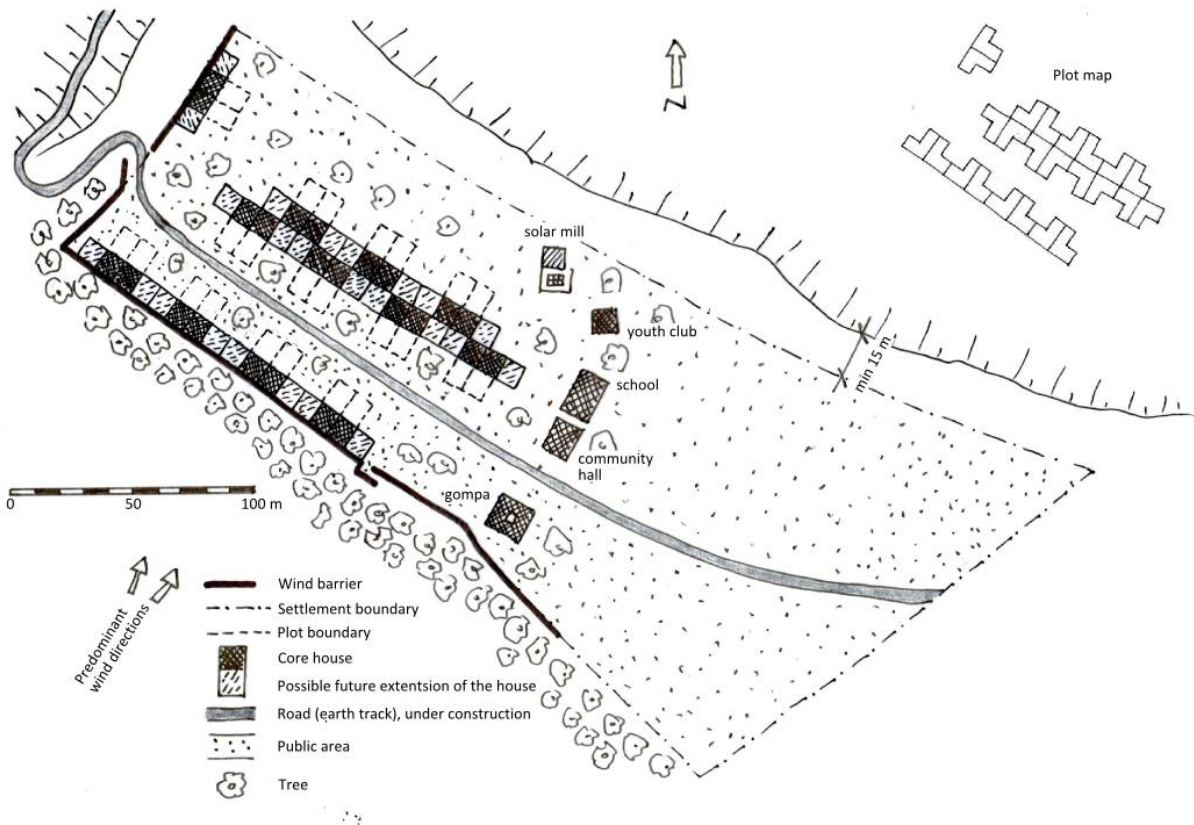 Plot map
N
solar mill
youth club
min 15 m
school
community
hall
gompa
0 50 100 m
Predominant
wind directions
Wind barrier
Settlement boundary
Plot boundary
Core house
Possible future extentsion of the house
Road (earth track), under construction
Public area
Tree